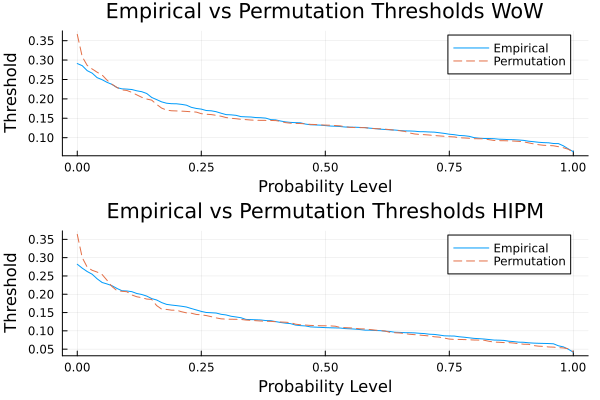 Empirical vs Permutation Thresholds WoW
Threshold
0.35
0.30
0.25
0.20
0.15
0.10
Empirical
Permutation
0.00 0.25 0.50 0.75 1.00
Probability Level
Empirical vs Permutation Thresholds HIPM
Threshold
0.35
0.30
0.25
0.20
0.15
0.10
0.05
Empirical
Permutation
0.00 0.25 0.50 0.75 1.00
Probability Level